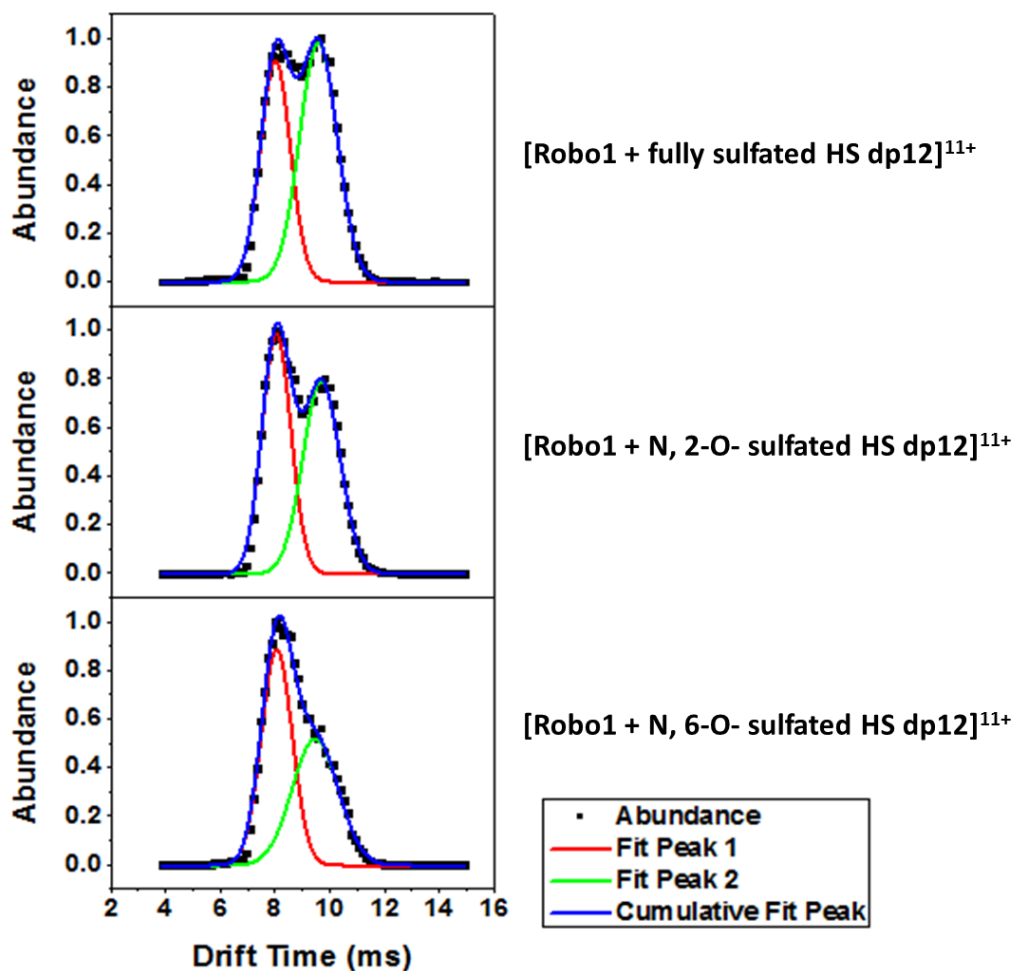 Abundance
1.0
0.8
0.6
0.4
0.2
0.0
[Robo1 + fully sulfated HS dp12]¹¹⁺
Abundance
1.0
0.8
0.6
0.4
0.2
0.0
[Robo1 + N, 2-O- sulfated HS dp12]¹¹⁺
Abundance
1.0
0.8
0.6
0.4
0.2
0.0
[Robo1 + N, 6-O- sulfated HS dp12]¹¹⁺
2 4 6 8 10 12 14 16
Drift Time (ms)
Abundance
Fit Peak 1
Fit Peak 2
Cumulative Fit Peak